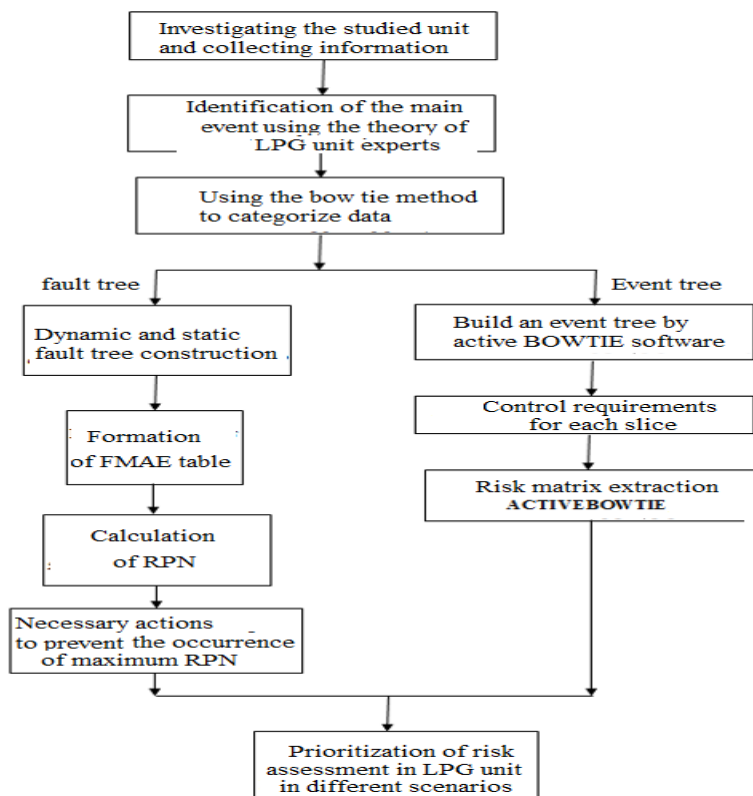 Investigating the studied unit
and collecting information
Identification of the main
event using the theory of
LPG unit experts
Using the bow tie method
to categorize data
fault tree
Event tree
Dynamic and static
fault tree construction
Build an event tree by
active BOWTIE software
Formation
of FMAE table
Control requirements
for each slice
Risk matrix extraction
ACTIVEBOWTIE
Calculation
of RPN
Necessary actions
to prevent the occurrence
of maximum RPN
Prioritization of risk
assessment in LPG unit
in different scenarios